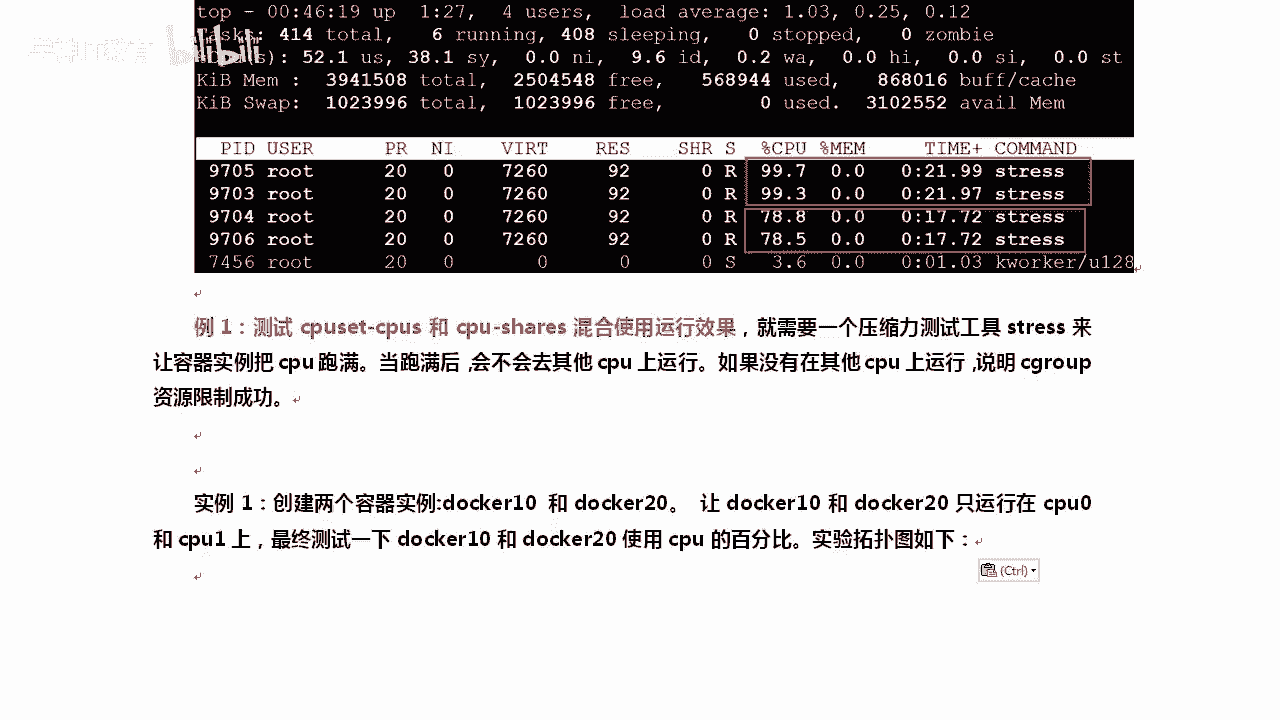 top - 00:46:19 up 1:27, 4 users, load average: 1.03, 0.25, 0.12
Tasks: 414 total, 6 running, 408 sleeping, 0 stopped, 0 zombie
bilibili
52.1 us, 38.1 sy, 0.0 ni, 9.6 id, 0.2 wa, 0.0 hi, 0.0 si, 0.0 st
KiB Mem : 3941508 total, 2504548 free, 568944 used, 868016 buff/cache
KiB Swap: 1023996 total, 1023996 free, 0 used. 3102552 avail Mem
PID USER PR NI VIRT RES SHR S %CPU %MEM TIME+ COMMAND
9705 root 20 0 7260 92 0 R 99.7 0.0 0:21.99 stress
9703 root 20 0 7260 92 0 R 99.3 0.0 0:21.97 stress
9704 root 20 0 7260 92 0 R 78.8 0.0 0:17.72 stress
9706 root 20 0 7260 92 0 R 78.5 0.0 0:17.72 stress
7456 root 20 0 0 0 0 S 3.6 0.0 0:01.03 kworker/u128
例 1：测试 cpuset-cpus 和 cpu-shares 混合使用运行效果，就需要一个压缩力测试工具 stress 来
让容器实例把 cpu 跑满。当跑满后，会不会去其他 cpu 上运行。如果没有在其他 cpu 上运行，说明 cgroup
资源限制成功。
实例 1：创建两个容器实例:docker10 和 docker20。 让 docker10 和 docker20 只运行在 cpu0
和 cpu1 上，最终测试一下 docker10 和 docker20 使用 cpu 的百分比。实验拓扑图如下：
(Ctrl)